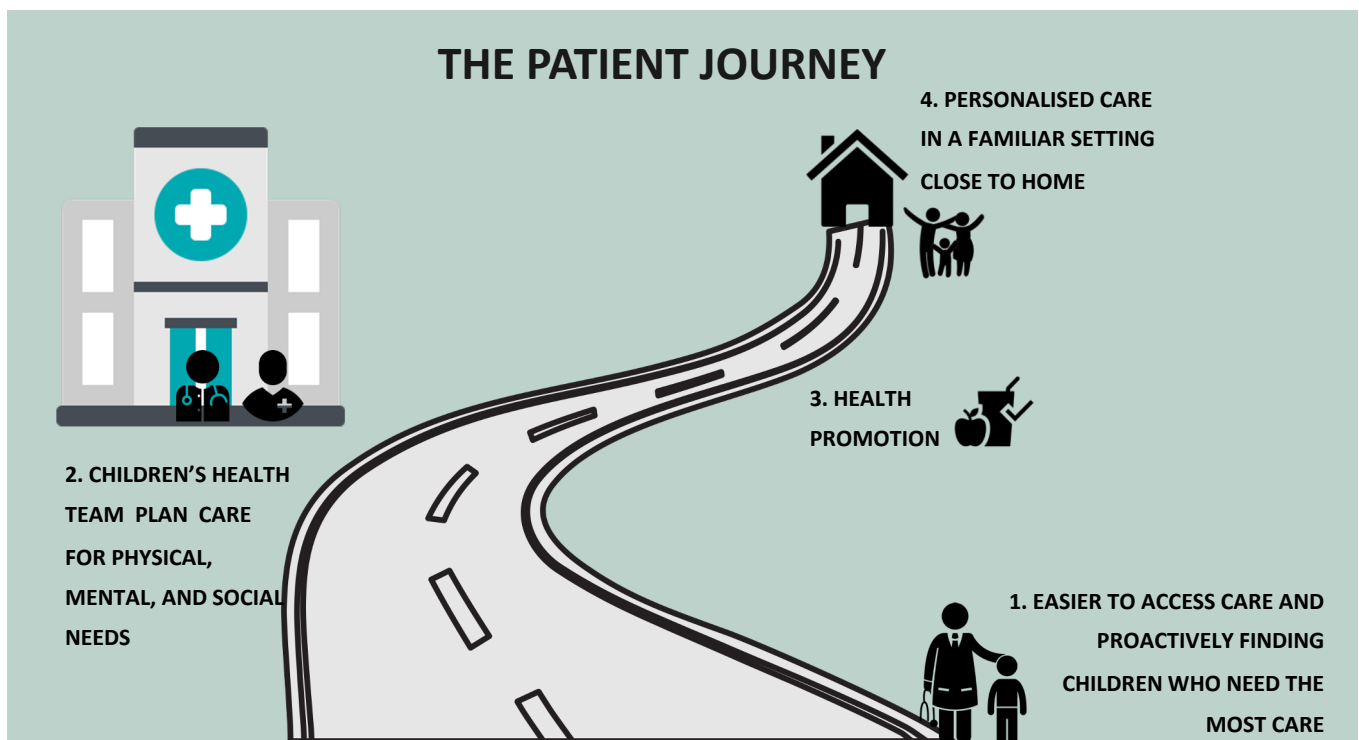 THE PATIENT JOURNEY
4. PERSONALISED CARE
IN A FAMILIAR SETTING
CLOSE TO HOME
3. HEALTH
PROMOTION
2. CHILDREN’S HEALTH
TEAM PLAN CARE
FOR PHYSICAL,
MENTAL, AND SOCIAL
NEEDS
1. EASIER TO ACCESS CARE AND
PROACTIVELY FINDING
CHILDREN WHO NEED THE
MOST CARE